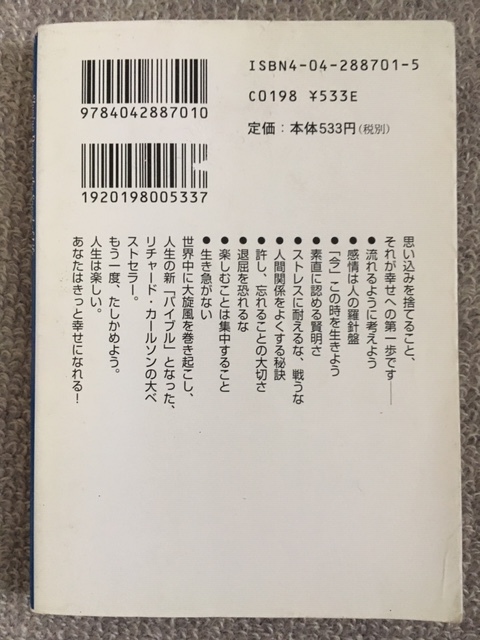 ISBN4-04-288701-5
C0198 ¥533E
定価：本体533円(税別)
9784042887010
1920198005337
思い込みを捨てること、
それが幸せへの第一歩です――
●流れるように考えよう
●感情は人の羅針盤
●「今」この時を生きよう
●素直に認める賢明さ
●ストレスに耐えるな、戦うな
●人間関係をよくする秘訣
●許し、忘れることの大切さ
●退屈を恐れるな
●楽しむことは集中すること
●生き急がない
世界中に大旋風を巻き起こし、
人生の新「バイブル」となった、
リチャード・カールソンの大ベ
ストセラー。
もう一度、たしかめよう。
人生は楽しい。
あなたはきっと幸せになれる！